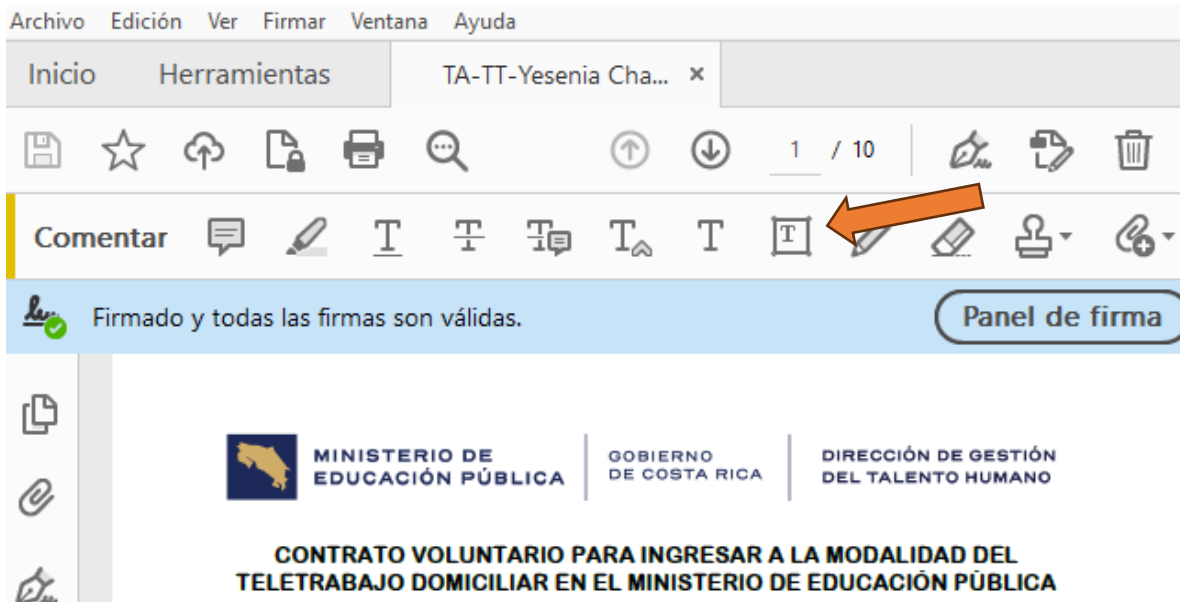 Archivo Edición Ver Firmar Ventana Ayuda
Inicio Herramientas TA-TT-Yesenia Cha... ×
1 / 10
Comentar
Firmado y todas las firmas son válidas.
Panel de firma
MINISTERIO DE
EDUCACIÓN PÚBLICA
GOBIERNO
DE COSTA RICA
DIRECCIÓN DE GESTIÓN
DEL TALENTO HUMANO
CONTRATO VOLUNTARIO PARA INGRESAR A LA MODALIDAD DEL
TELETRABAJO DOMICILIAR EN EL MINISTERIO DE EDUCACIÓN PÚBLICA